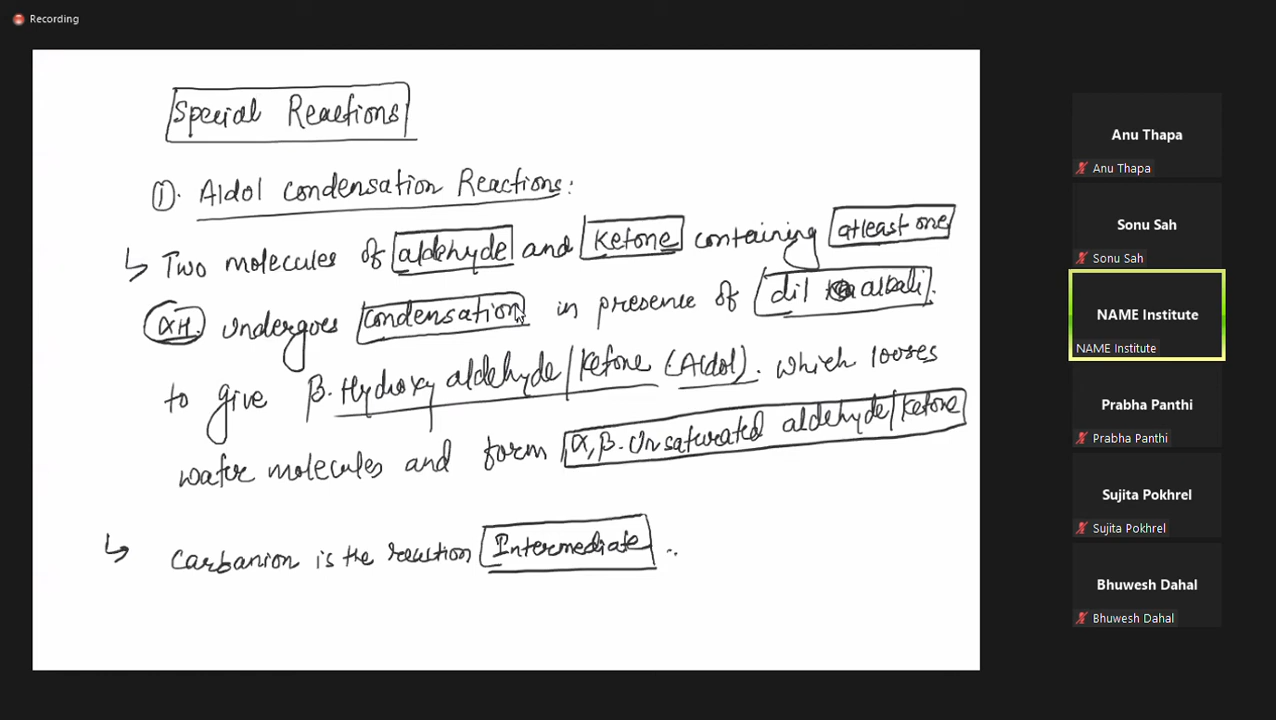 Recording
Special Reactions
①. Aldol condensation Reactions:
↳ Two molecules of aldehyde and ketone containing atleast one
αH. undergoes condensation in presence of dil alkali.
to give β-Hydroxy aldehyde/ketone (Aldol). which looses
water molecules and form α,β-Unsaturated aldehyde/ketone
↳ Carbanion is the reaction Intermediate ..
Anu Thapa
Anu Thapa
Sonu Sah
Sonu Sah
NAME Institute
NAME Institute
Prabha Panthi
Prabha Panthi
Sujita Pokhrel
Sujita Pokhrel
Bhuwesh Dahal
Bhuwesh Dahal